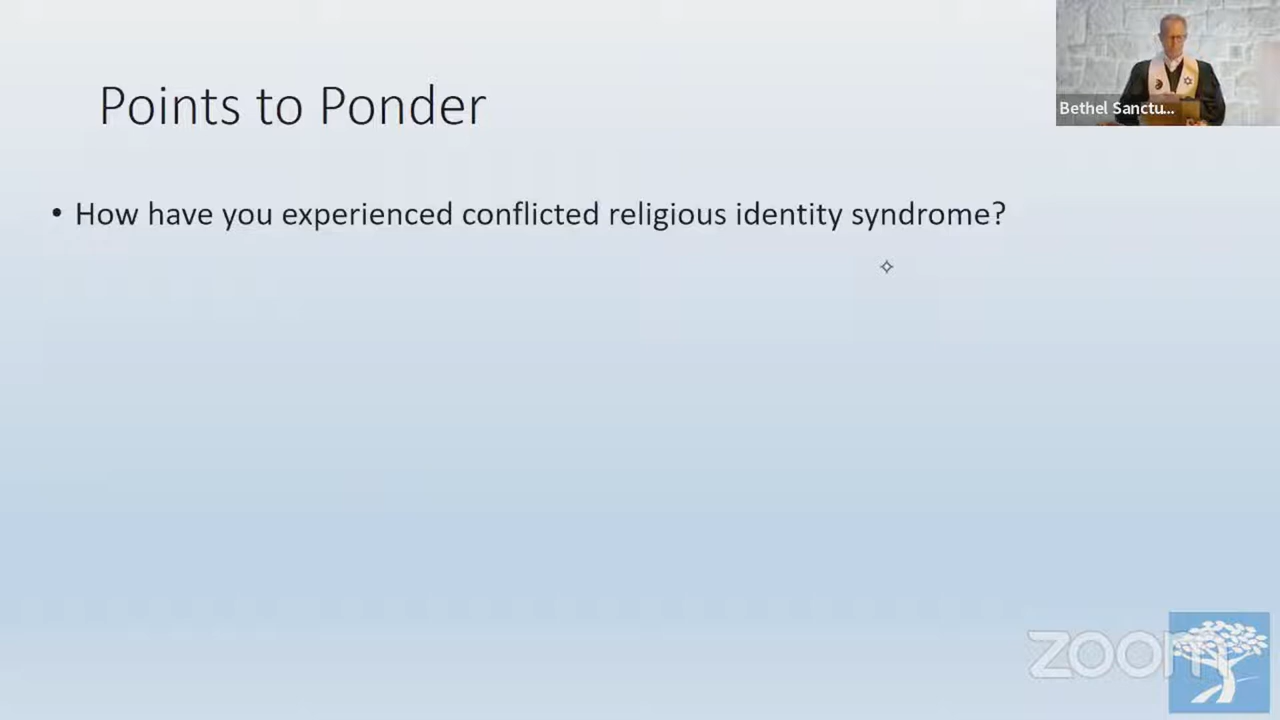 Points to Ponder
Bethel Sanctu...
• How have you experienced conflicted religious identity syndrome?
zoom